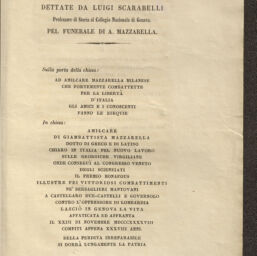 DETTATE DA LUIGI SCARABELLI
Professore di Storia al Collegio Nazionale di Genova
PEL FUNERALE DI A. MAZZARELLA.
Sulla porta della chiesa:
AD AMILCARE MAZZARELLA MILANESE
CHE FORTEMENTE COMBATTETTE
PER LA LIBERTÀ
D'ITALIA
GLI AMICI E I CONOSCENTI
FANNO LE ESEQUIE
In chiesa:
AMILCARE
DI GIAMBATTISTA MAZZARELLA
DOTTO DI GRECO E DI LATINO
CHIARO IN ITALIA PEL NUOVO LAVORO
SULLE GEORGICHE VIRGILIANE
ONDE CONSEGUÌ AL CONGRESSO VENETO
DEGLI SCIENZIATI
IL PREMIO BONAFOUS
ILLUSTRE PEI VITTORIOSI COMBATTIMENTI
DE' BERSAGLIERI MANTOVANI
A CASTELLARO DUE-CASTELLI E GOVERNOLO
CONTRO L'OPPRESSORE DI LOMBARDIA
LASCIÒ IN GENOVA LA VITA
AFFATICATA ED AFFRANTA
IL XXIII DI NOVEMBRE
COMPITI APPENA XXXVIII ANNI.
DELLA PERDITA IRREPARABILE
SI DORRÀ LUNGAMENTE LA PATRIA